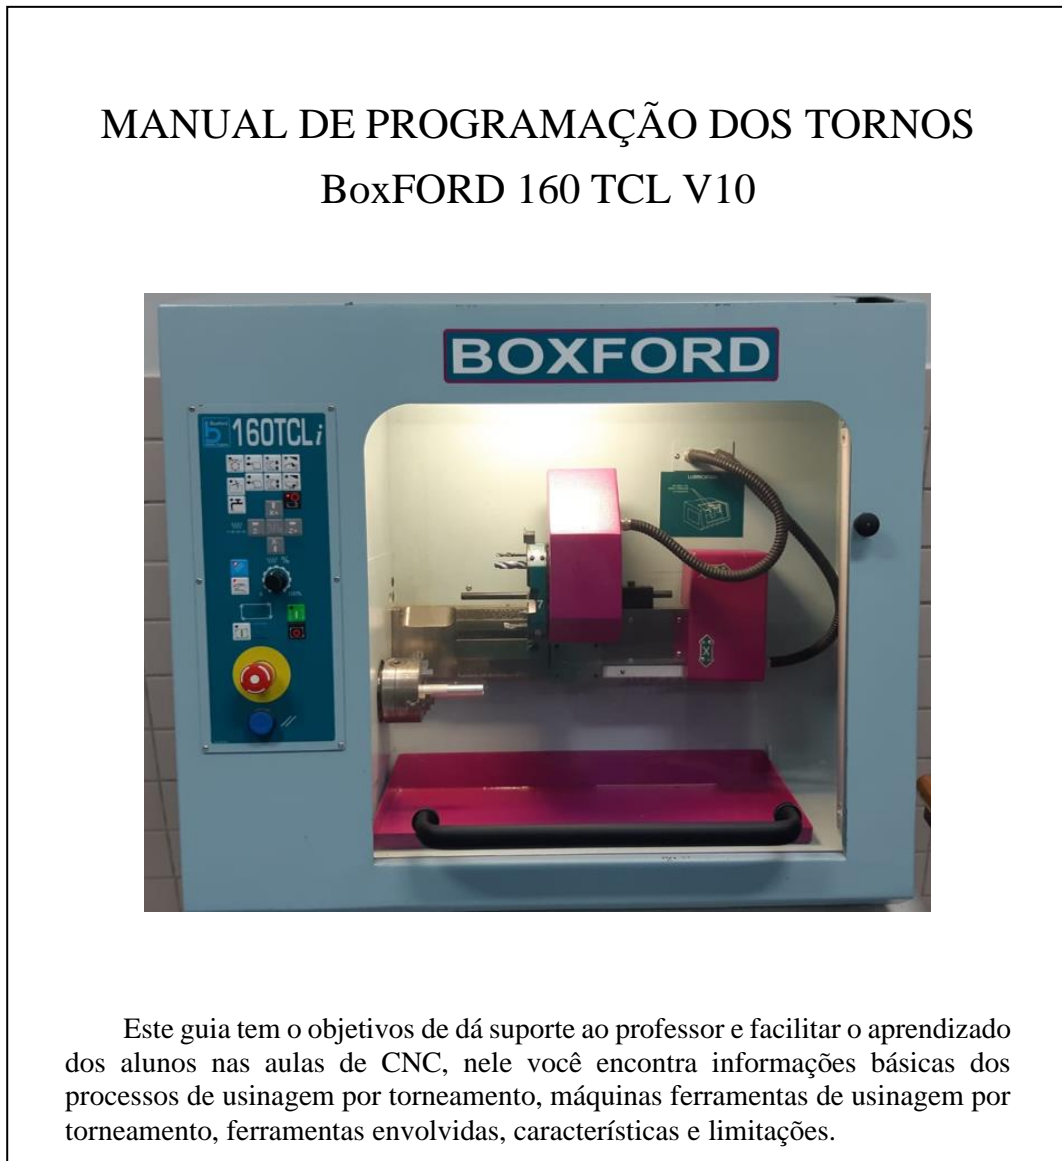 MANUAL DE PROGRAMAÇÃO DOS TORNOS
BoxFORD 160 TCL V10
BOXFORD
160TCLi
Este guia tem o objetivos de dá suporte ao professor e facilitar o aprendizado
dos alunos nas aulas de CNC, nele você encontra informações básicas dos
processos de usinagem por torneamento, máquinas ferramentas de usinagem por
torneamento, ferramentas envolvidas, características e limitações.